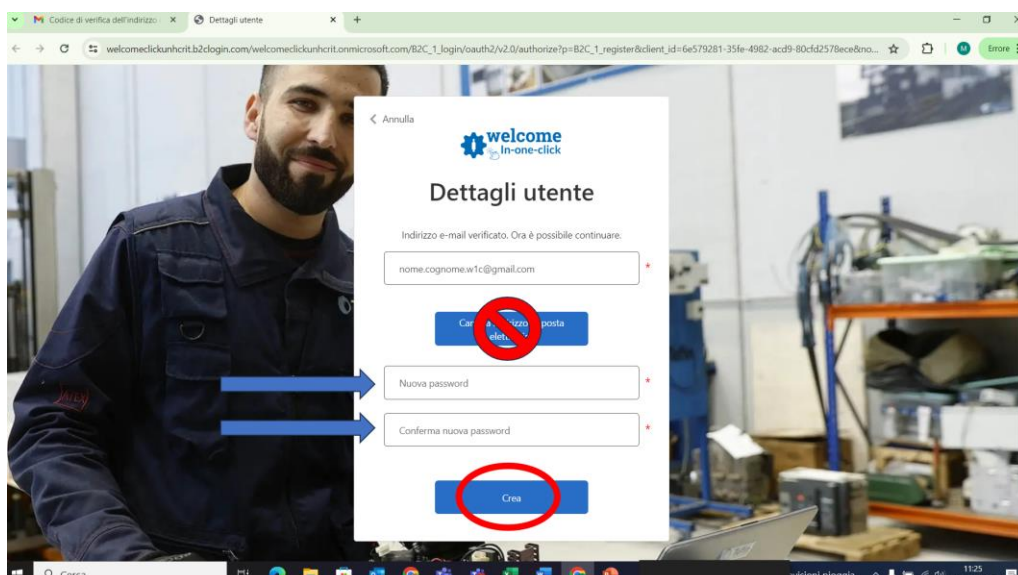 Codice di verifica dell'indirizzo
Dettagli utente
welcomeclickunhcrit.b2clogin.com/welcomeclickunhcrit.onmicrosoft.com/B2C_1_login/oauth2/v2.0/authorize?p=B2C_1_register&client_id=6e579281-35fe-4982-acd9-80cfd2578ece&no...
M
Errore
Annulla
welcome
In-one-click
Dettagli utente
Indirizzo e-mail verificato. Ora è possibile continuare.
nome.cognome.w1c@gmail.com
*
posta
Nuova password
*
Conferma nuova password
*
Crea
Cerca
pioggia
11:25